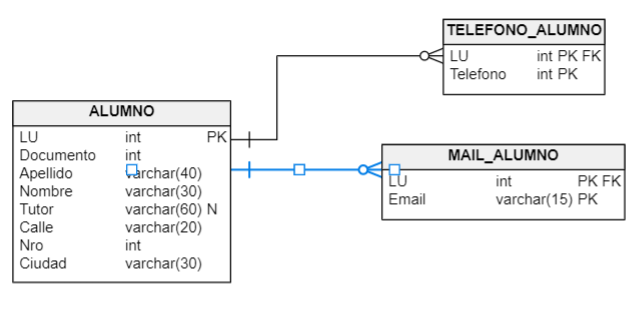 TELEFONO_ALUMNO
LU int PK FK
Telefono int PK
ALUMNO
LU int PK
Documento int
Apellido varchar(40)
Nombre varchar(30)
Tutor varchar(60) N
Calle varchar(20)
Nro int
Ciudad varchar(30)
MAIL_ALUMNO
LU int PK FK
Email varchar(15) PK